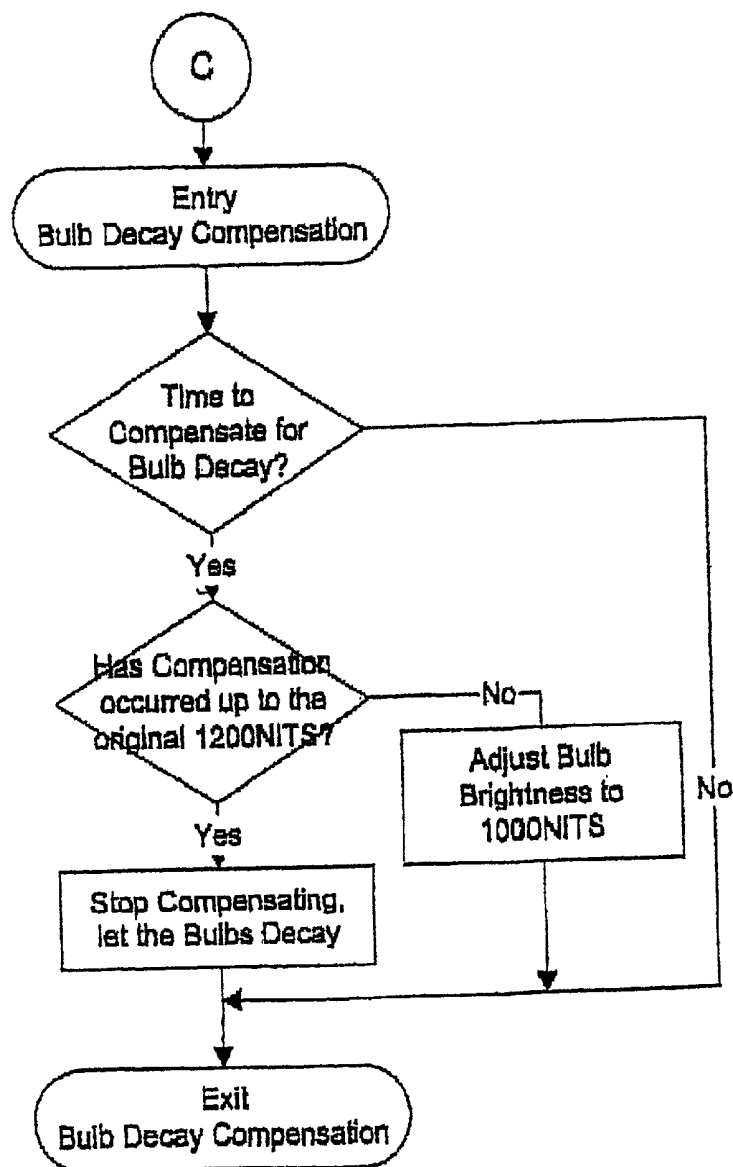 C
Entry
Bulb Decay Compensation
Time to
Compensate for
Bulb Decay?
Yes
Has Compensation
occurred up to the
original 1200NITS?
No
Adjust Bulb
Brightness to
1000NITS
No
Yes
Stop Compensating,
let the Bulbs Decay
Exit
Bulb Decay Compensation